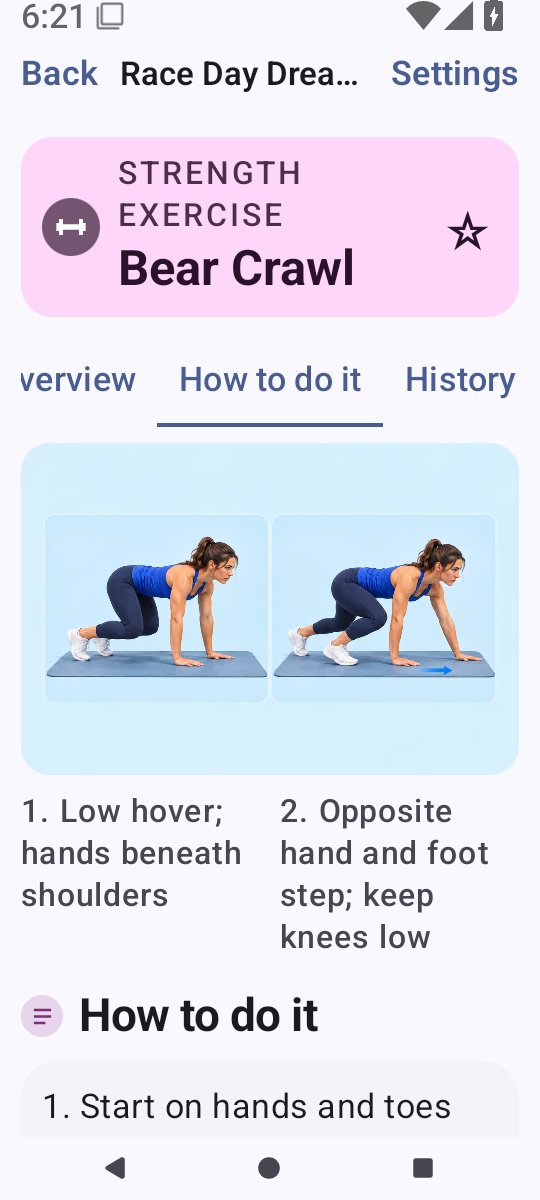 6:21
Back Race Day Drea... Settings
STRENGTH
EXERCISE
Bear Crawl
verview How to do it History
1. Low hover;
hands beneath
shoulders
2. Opposite
hand and foot
step; keep
knees low
How to do it
1. Start on hands and toes